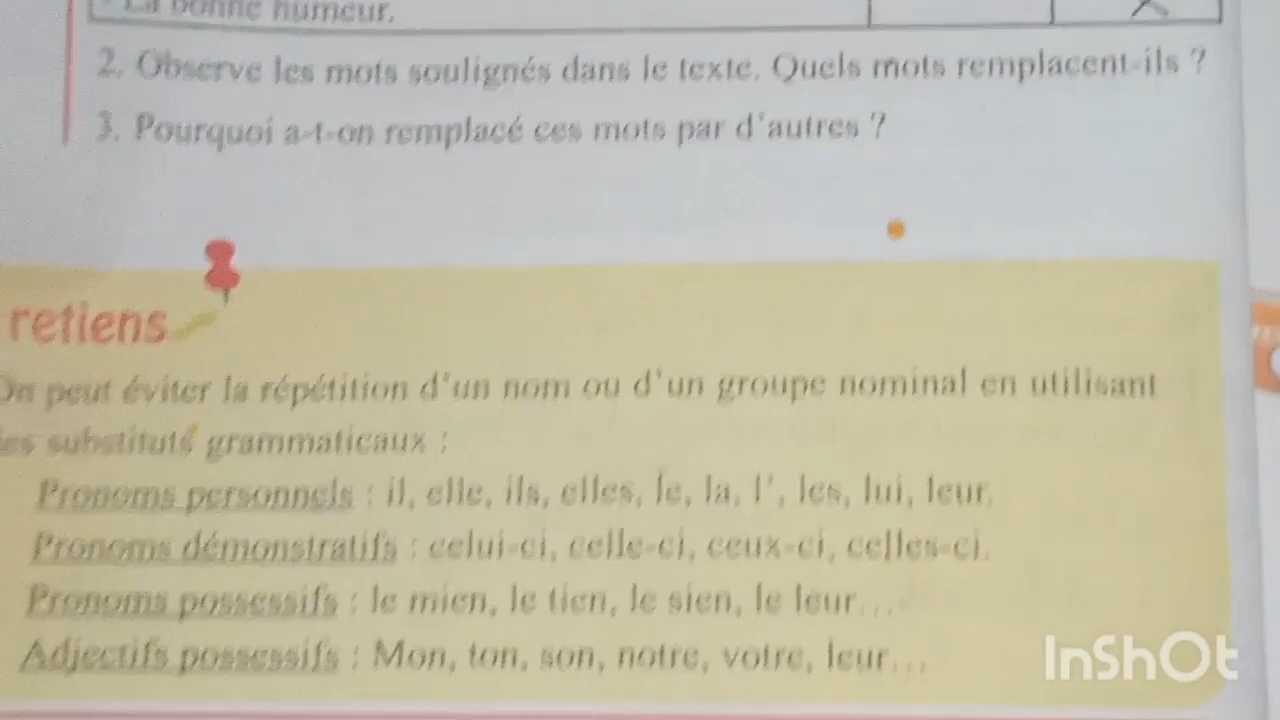 La bonne humeur.
2. Observe les mots soulignés dans le texte. Quels mots remplacent-ils ?
3. Pourquoi a-t-on remplacé ces mots par d'autres ?
retiens
On peut éviter la répétition d'un nom ou d'un groupe nominal en utilisant
es substituts grammaticaux :
Pronoms personnels : il, elle, ils, elles, le, la, l', les, lui, leur.
Pronoms démonstratifs : celui-ci, celle-ci, ceux-ci, celles-ci.
Pronoms possessifs : le mien, le tien, le sien, le leur...
Adjectifs possessifs : Mon, ton, son, notre, votre, leur...
InShOt